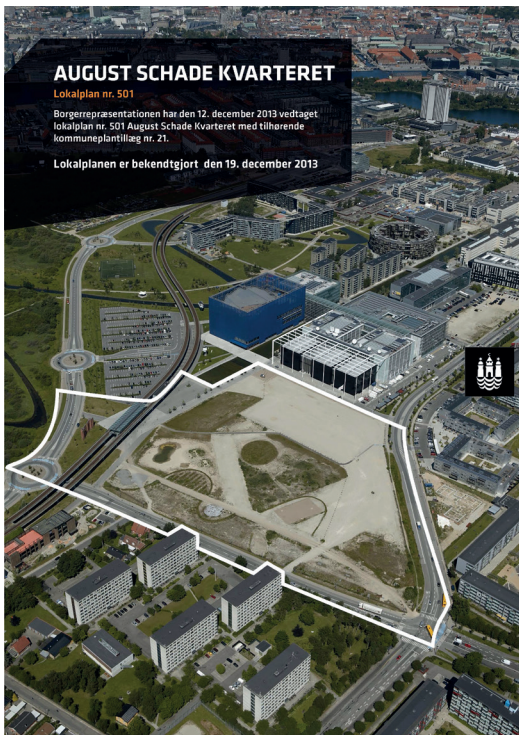 AUGUST SCHADE KVARTERET
Lokalplan nr. 501
Borgerrepræsentationen har den 12. december 2013 vedtaget
lokalplan nr. 501 August Schade Kvarteret med tilhørende
kommuneplantillæg nr. 21.
Lokalplanen er bekendtgjort den 19. december 2013